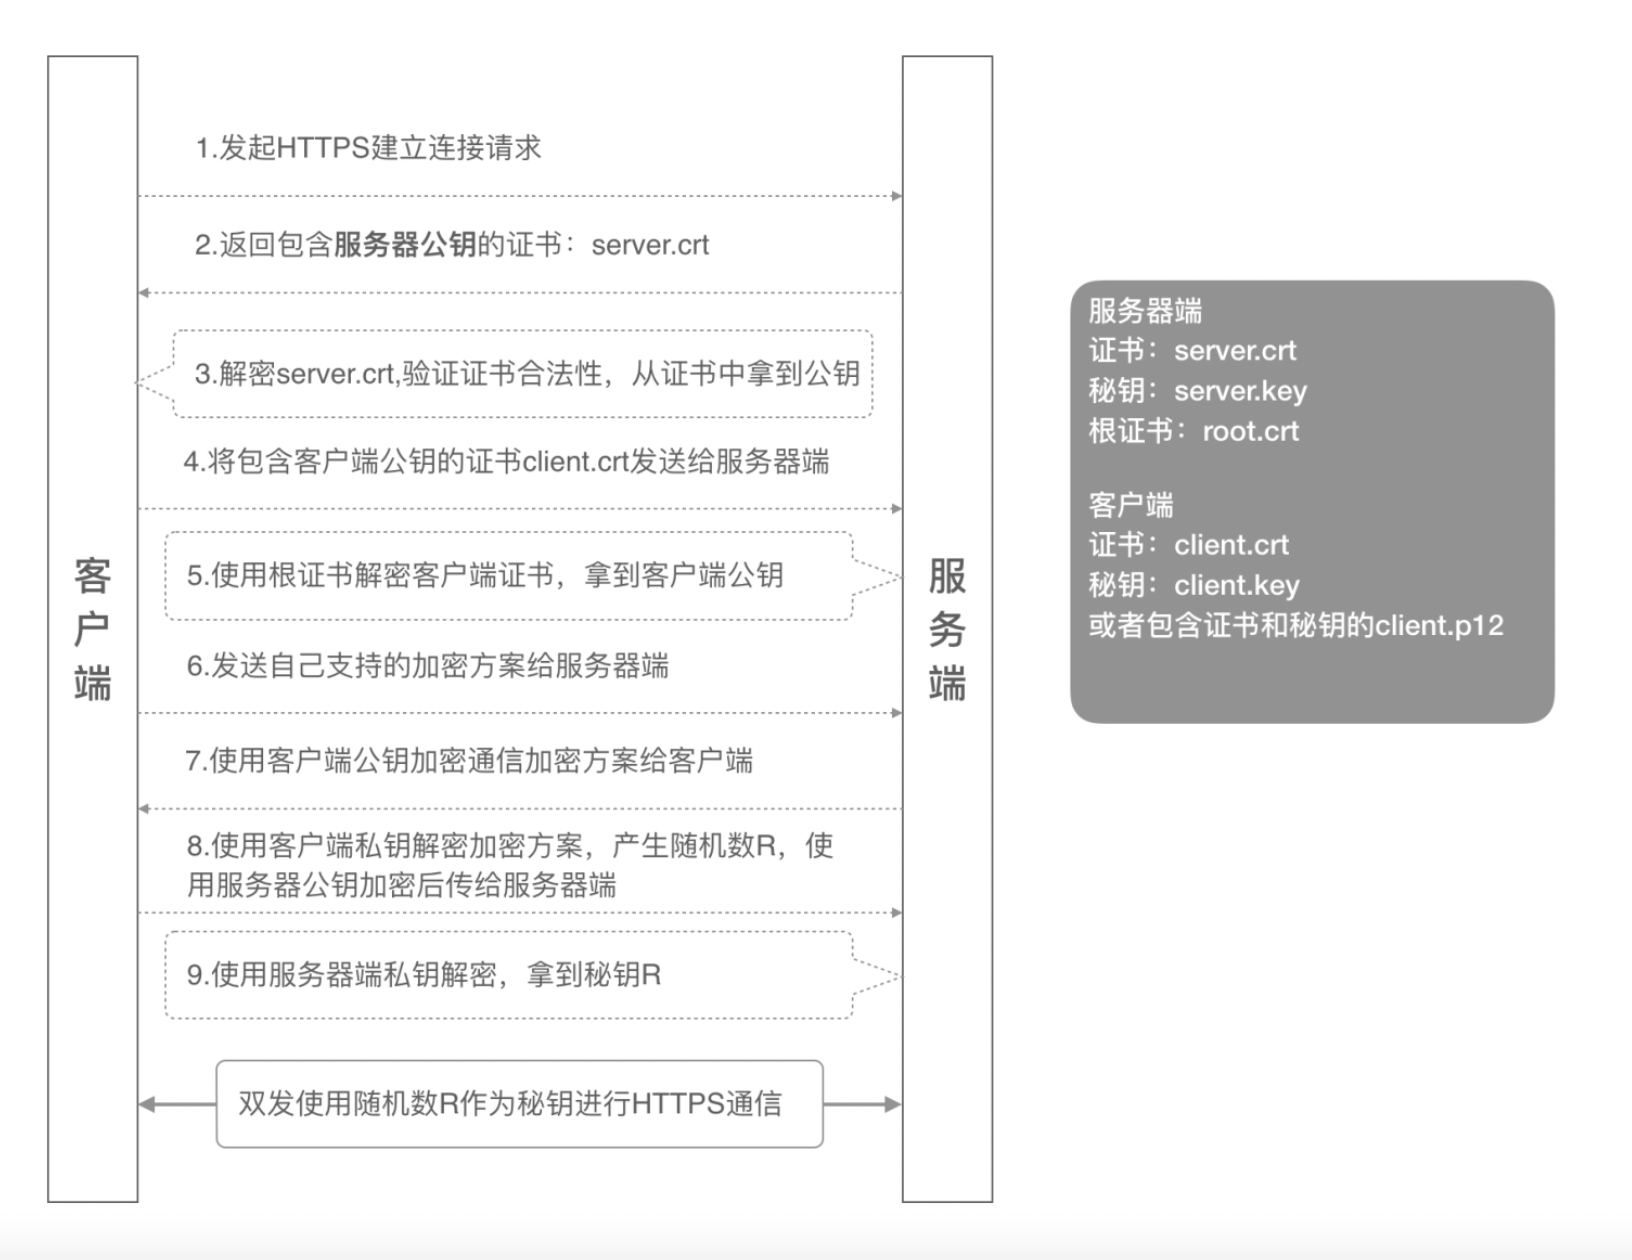 1.发起HTTPS建立连接请求
2.返回包含服务器公钥的证书：server.crt
3.解密server.crt,验证证书合法性，从证书中拿到公钥
4.将包含客户端公钥的证书client.crt发送给服务器端
5.使用根证书解密客户端证书，拿到客户端公钥
6.发送自己支持的加密方案给服务器端
7.使用客户端公钥加密通信加密方案给客户端
8.使用客户端私钥解密加密方案，产生随机数R，使
用服务器公钥加密后传给服务器端
9.使用服务器端私钥解密，拿到秘钥R
双发使用随机数R作为秘钥进行HTTPS通信
客户端
服务端
服务器端
证书：server.crt
秘钥：server.key
根证书：root.crt
客户端
证书：client.crt
秘钥：client.key
或者包含证书和秘钥的client.p12